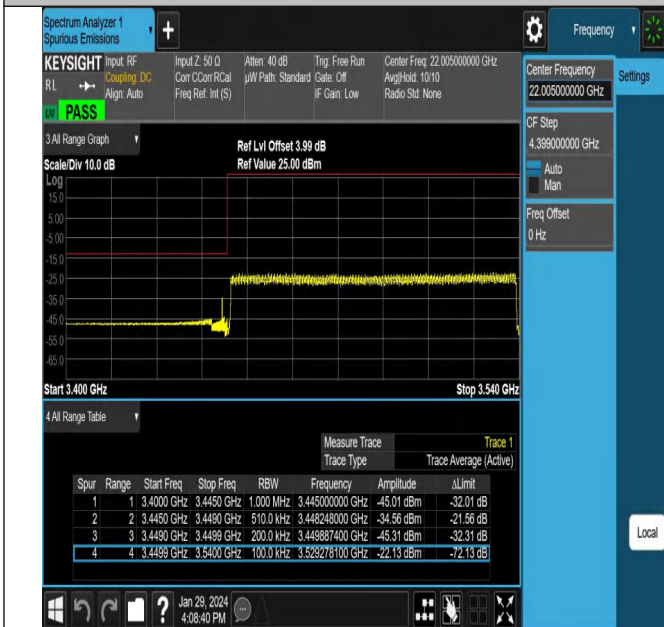 Spectrum Analyzer 1
Spurious Emissions
+
Frequency
KEYSIGHT Input: RF Input Z: 50 Ω Atten: 40 dB Trig: Free Run Center Freq: 22.005000000 GHz
RL Coupling: DC Corr CCorr RCal µW Path: Standard Gate: Off Avg|Hold: 10/10
Align: Auto Freq Ref: Int (S) IF Gain: Low Radio Std: None
PASS
Center Frequency
22.005000000 GHz
Settings
CF Step
4.399000000 GHz
Auto
Man
Freq Offset
0 Hz
3 All Range Graph
Ref Lvl Offset 3.99 dB
Scale/Div 10.0 dB Ref Value 25.00 dBm
Log
15.0
5.00
-5.00
-15.0
-25.0
-35.0
-45.0
-55.0
-65.0
Start 3.400 GHz Stop 3.540 GHz
4 All Range Table
Measure Trace Trace 1
Trace Type Trace Average (Active)
Spur Range Start Freq Stop Freq RBW Frequency Amplitude ΔLimit
1 1 3.4000 GHz 3.4450 GHz 1.000 MHz 3.445000000 GHz -45.01 dBm -32.01 dB
2 2 3.4450 GHz 3.4490 GHz 510.0 kHz 3.448248000 GHz -34.56 dBm -21.56 dB
3 3 3.4490 GHz 3.4499 GHz 200.0 kHz 3.449887400 GHz -45.31 dBm -32.31 dB
4 4 3.4499 GHz 3.5400 GHz 100.0 kHz 3.529278100 GHz -22.13 dBm -72.13 dB
Local
?
Jan 29, 2024
4:08:40 PM